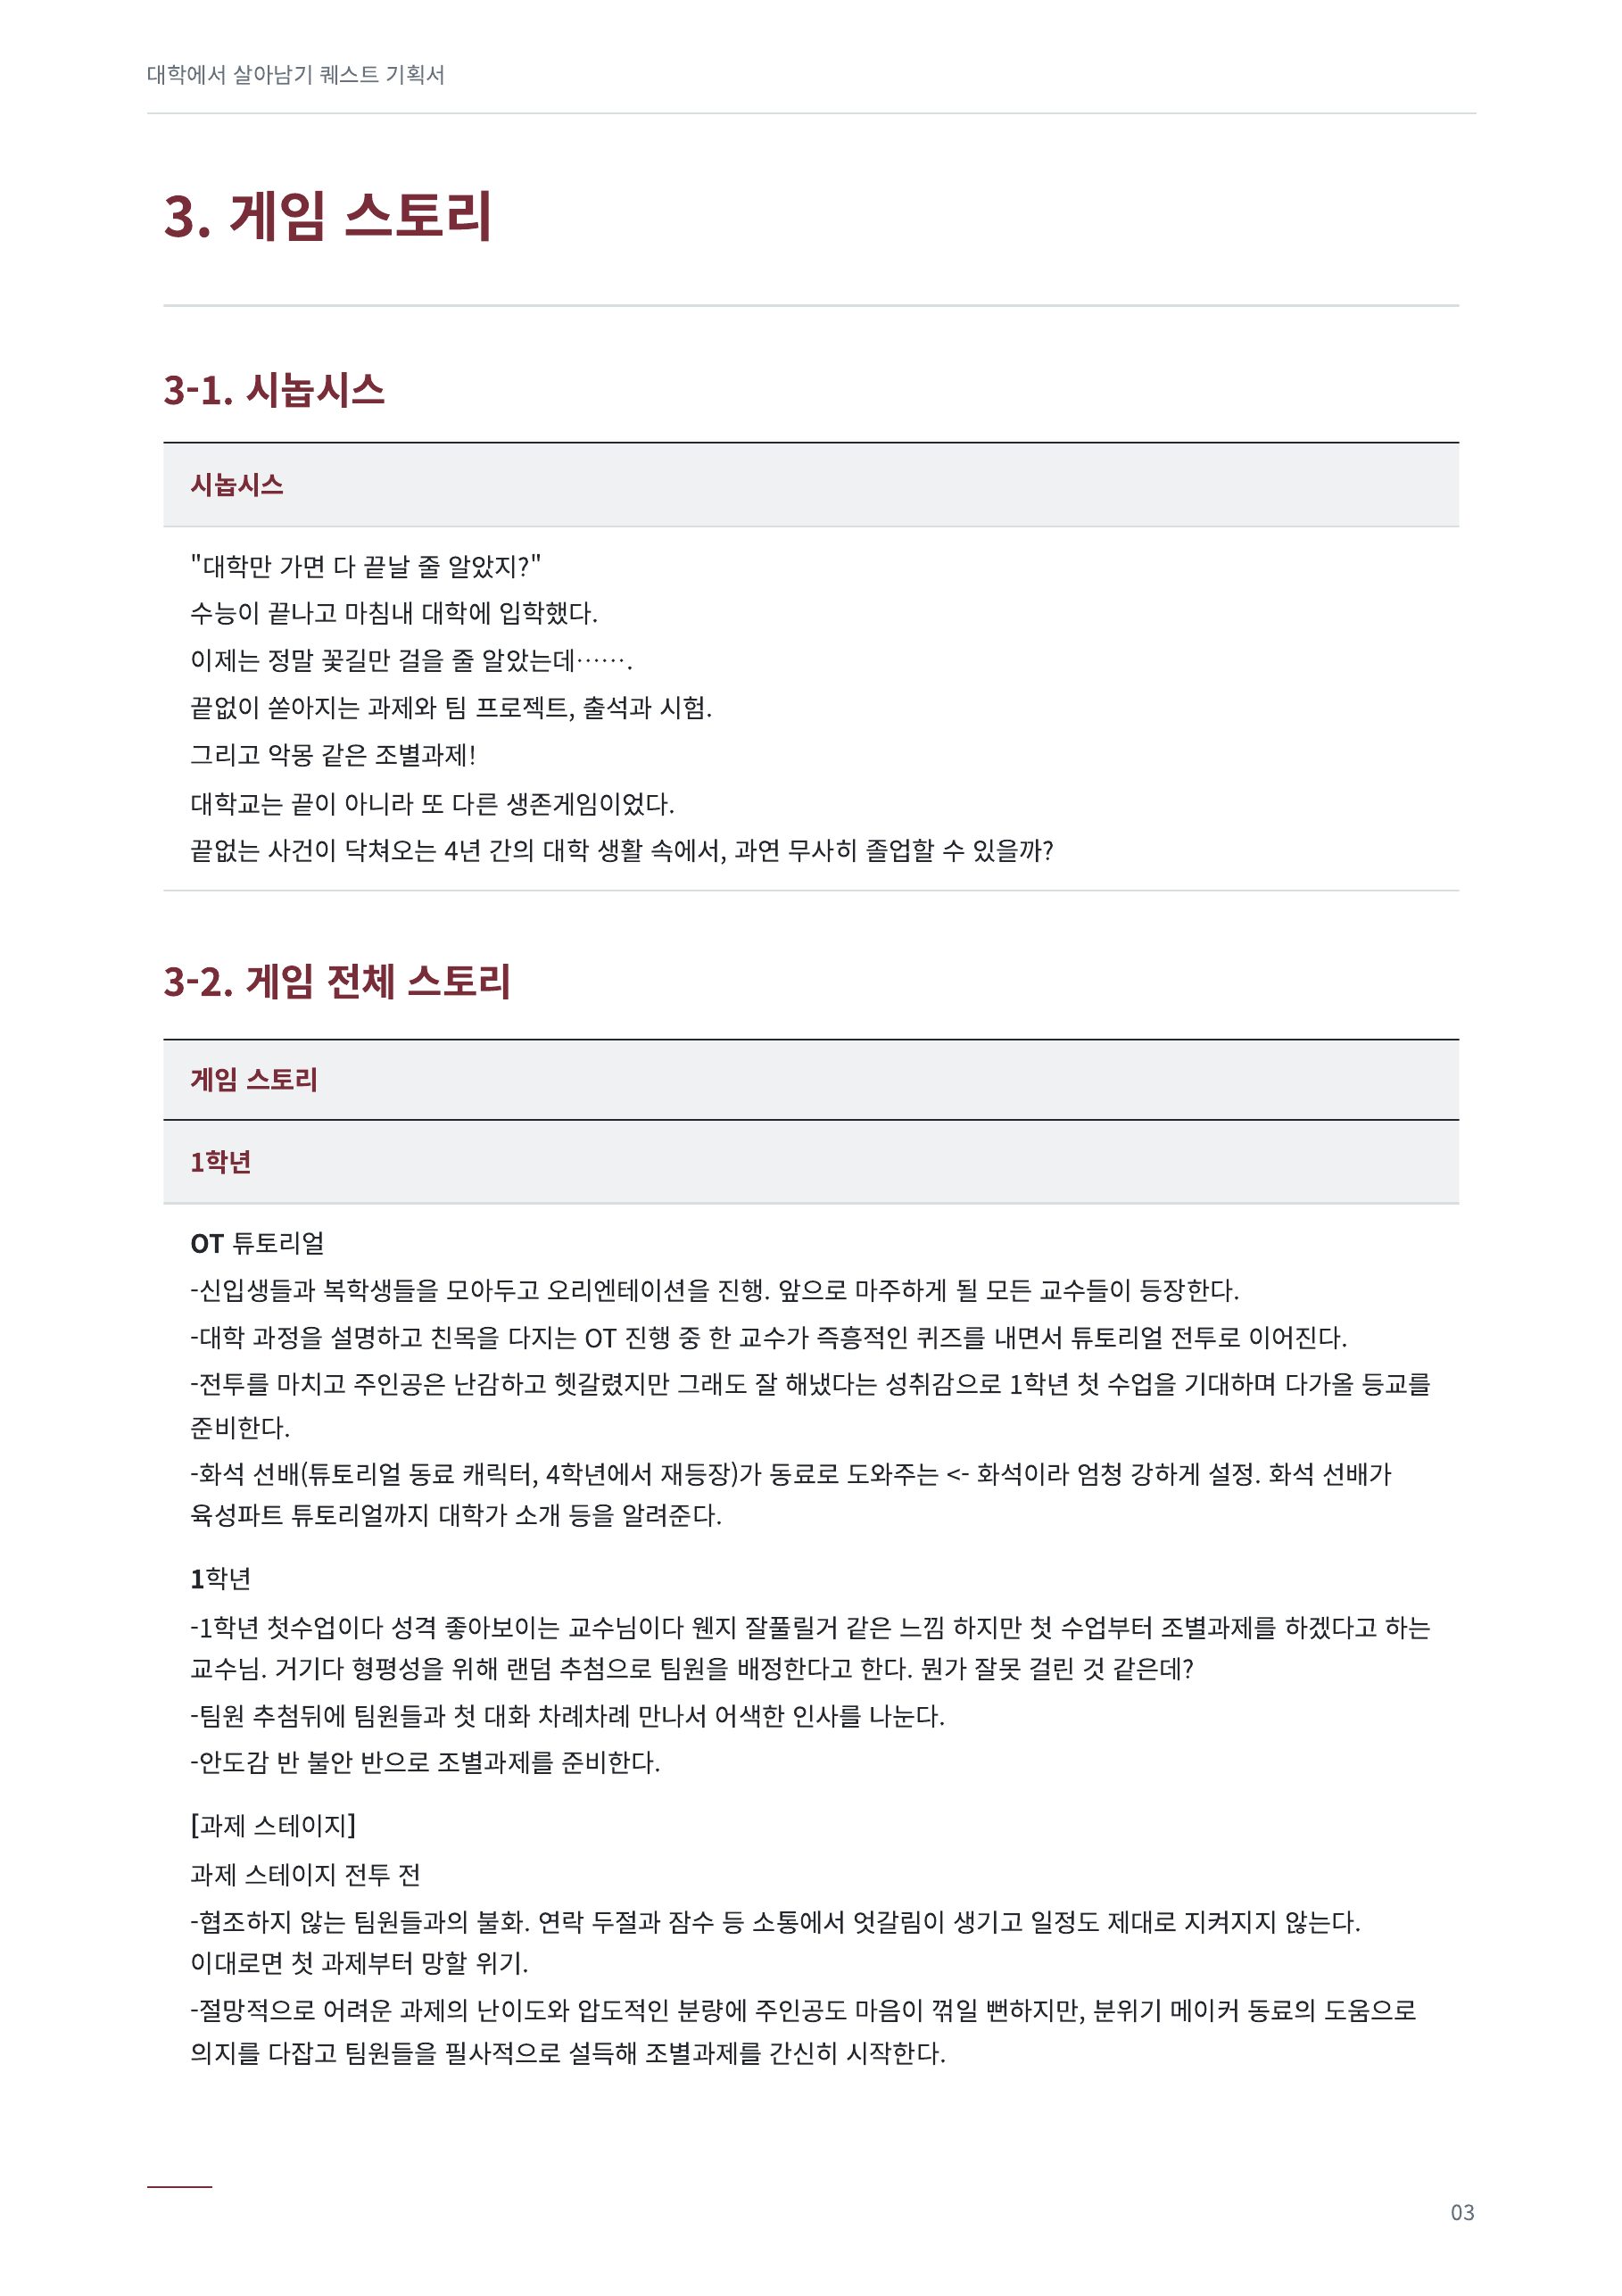 대학에서 살아남기 퀘스트 기획서
3. 게임 스토리
3-1. 시놉시스
시놉시스
"대학만 가면 다 끝날 줄 알았지?"
수능이 끝나고 마침내 대학에 입학했다.
이제는 정말 꽃길만 걸을 줄 알았는데⋯⋯.
끝없이 쏟아지는 과제와 팀 프로젝트, 출석과 시험.
그리고 악몽 같은 조별과제!
대학교는 끝이 아니라 또 다른 생존게임이었다.
끝없는 사건이 닥쳐오는 4년 간의 대학 생활 속에서, 과연 무사히 졸업할 수 있을까?
3-2. 게임 전체 스토리
게임 스토리
1학년
OT 튜토리얼
-신입생들과 복학생들을 모아두고 오리엔테이션을 진행. 앞으로 마주하게 될 모든 교수들이 등장한다.
-대학 과정을 설명하고 친목을 다지는 OT 진행 중 한 교수가 즉흥적인 퀴즈를 내면서 튜토리얼 전투로 이어진다.
-전투를 마치고 주인공은 난감하고 헷갈렸지만 그래도 잘 해냈다는 성취감으로 1학년 첫 수업을 기대하며 다가올 등교를
준비한다.
-화석 선배(튜토리얼 동료 캐릭터, 4학년에서 재등장)가 동료로 도와주는 <- 화석이라 엄청 강하게 설정. 화석 선배가
육성파트 튜토리얼까지 대학가 소개 등을 알려준다.
1학년
-1학년 첫수업이다 성격 좋아보이는 교수님이다 웬지 잘풀릴거 같은 느낌 하지만 첫 수업부터 조별과제를 하겠다고 하는
교수님. 거기다 형평성을 위해 랜덤 추첨으로 팀원을 배정한다고 한다. 뭔가 잘못 걸린 것 같은데?
-팀원 추첨뒤에 팀원들과 첫 대화 차례차례 만나서 어색한 인사를 나눈다.
-안도감 반 불안 반으로 조별과제를 준비한다.
[과제 스테이지]
과제 스테이지 전투 전
-협조하지 않는 팀원들과의 불화. 연락 두절과 잠수 등 소통에서 엇갈림이 생기고 일정도 제대로 지켜지지 않는다.
이대로면 첫 과제부터 망할 위기.
-절망적으로 어려운 과제의 난이도와 압도적인 분량에 주인공도 마음이 꺾일 뻔하지만, 분위기 메이커 동료의 도움으로
의지를 다잡고 팀원들을 필사적으로 설득해 조별과제를 간신히 시작한다.
03